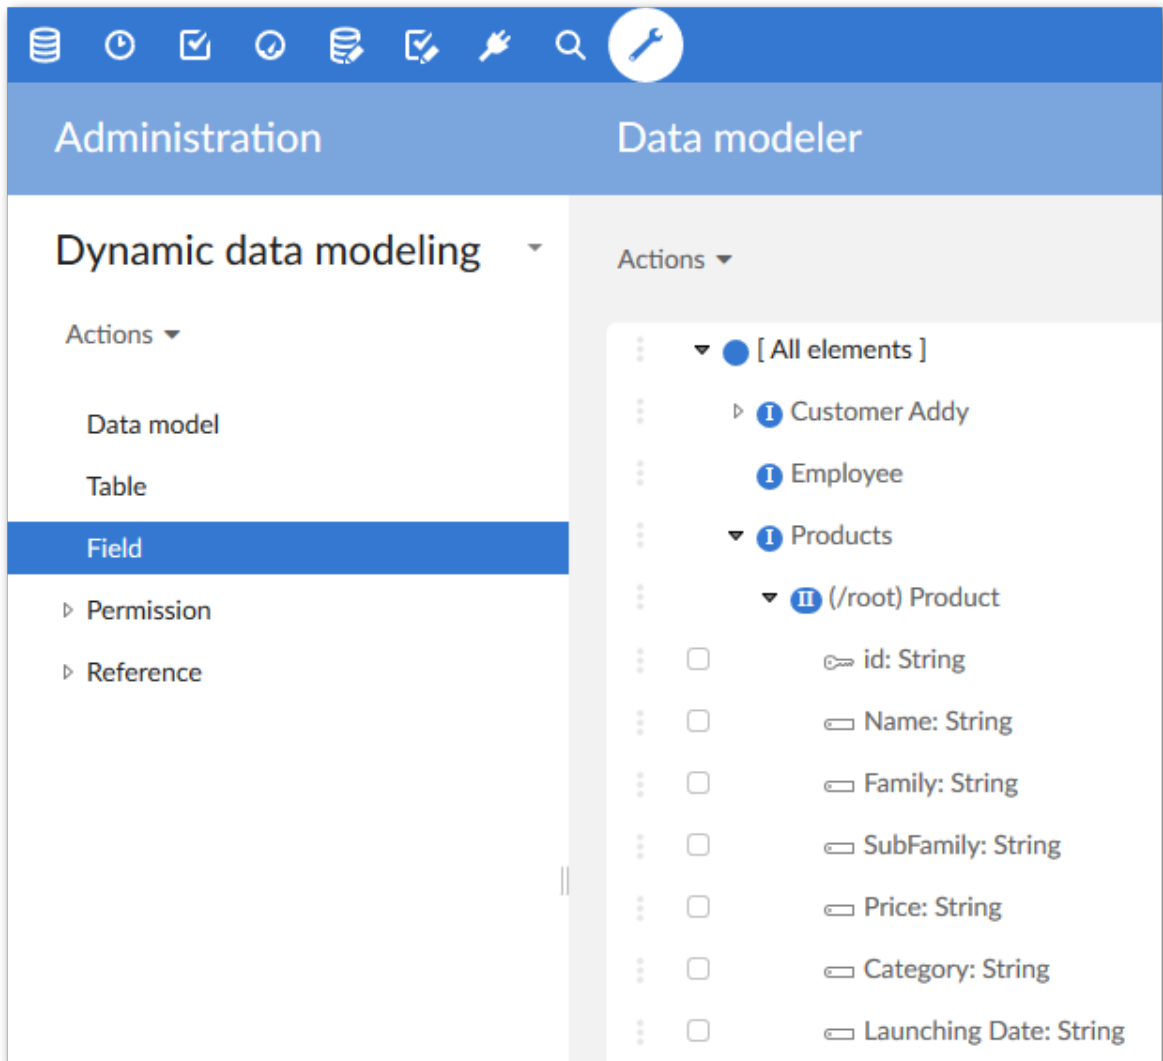 Administration
Data modeler
Dynamic data modeling
Actions
Data model
Table
Field
Permission
Reference
Actions
[ All elements ]
I Customer Addy
I Employee
I Products
II (/root) Product
id: String
Name: String
Family: String
SubFamily: String
Price: String
Category: String
Launching Date: String